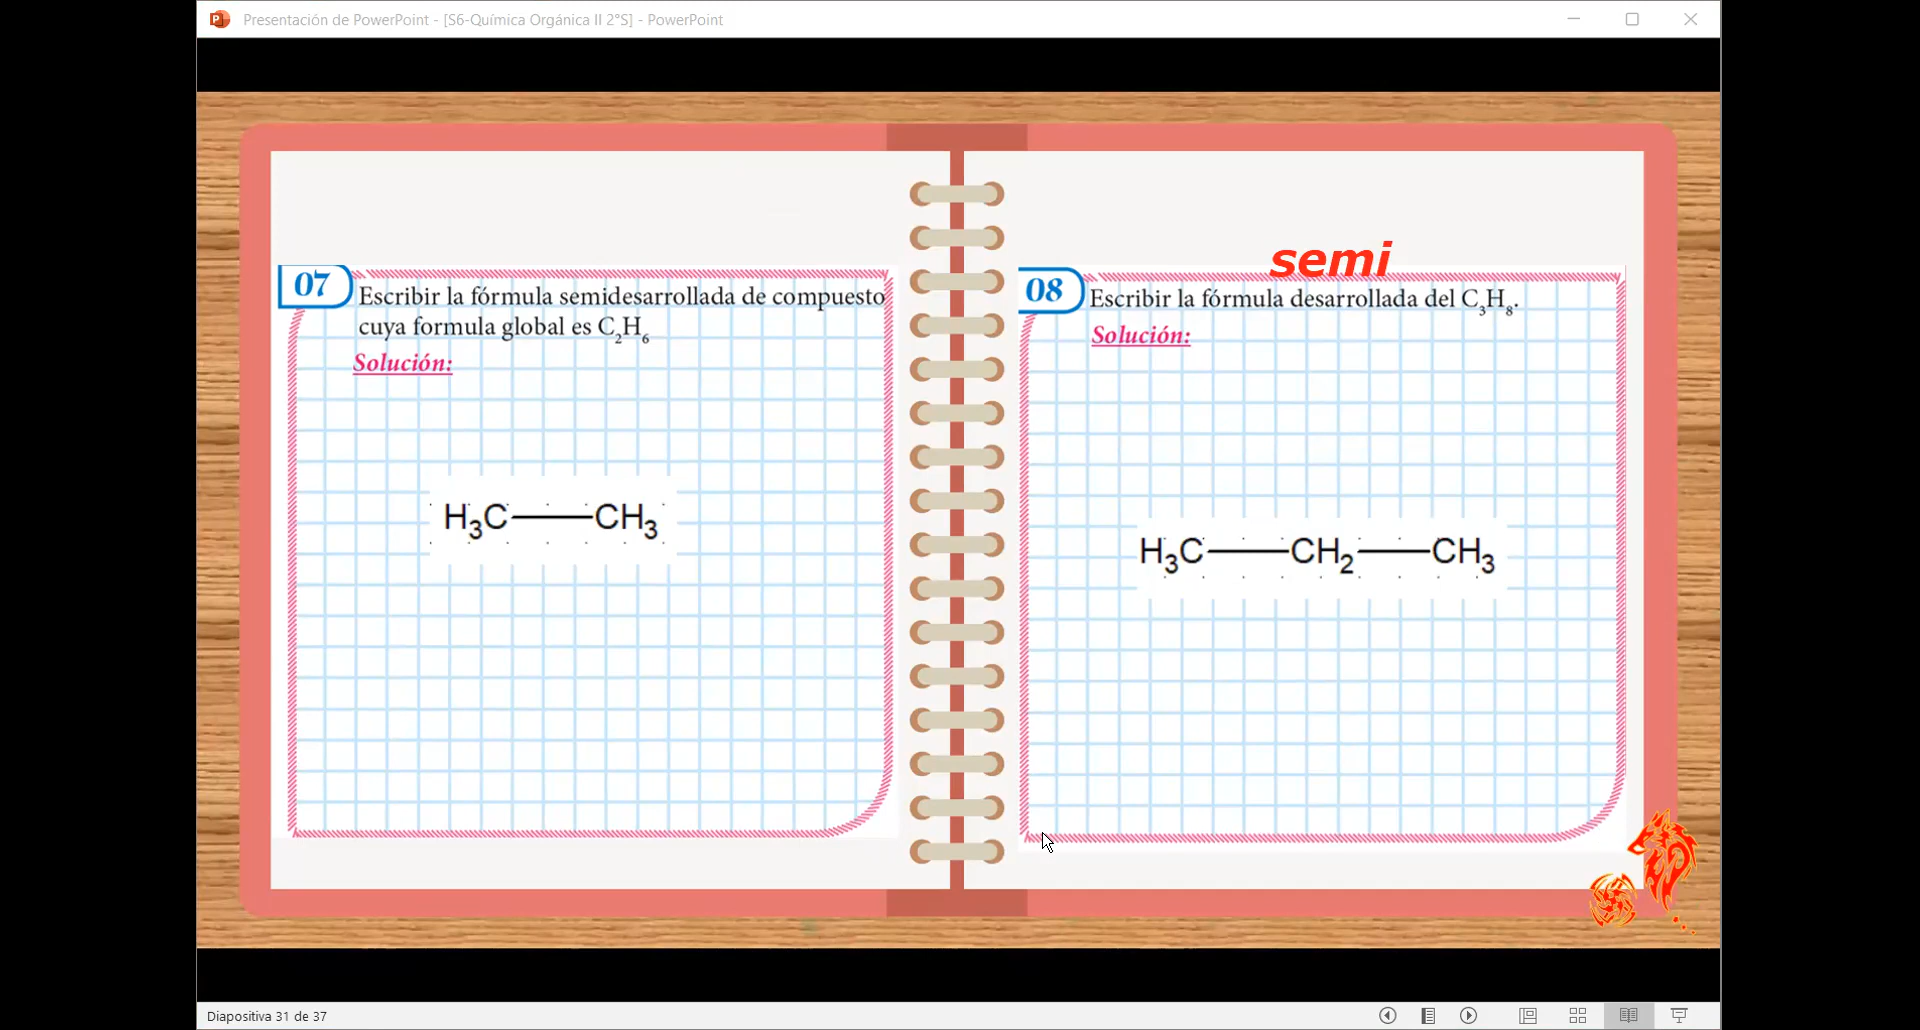 Presentación de PowerPoint - [S6-Química Orgánica II 2°S] - PowerPoint
07
Escribir la fórmula semidesarrollada de compuesto
cuya formula global es C₂H₆
Solución:
H₃C—CH₃
semi
08
Escribir la fórmula desarrollada del C₃H₈.
Solución:
H₃C—CH₂—CH₃
Diapositiva 31 de 37